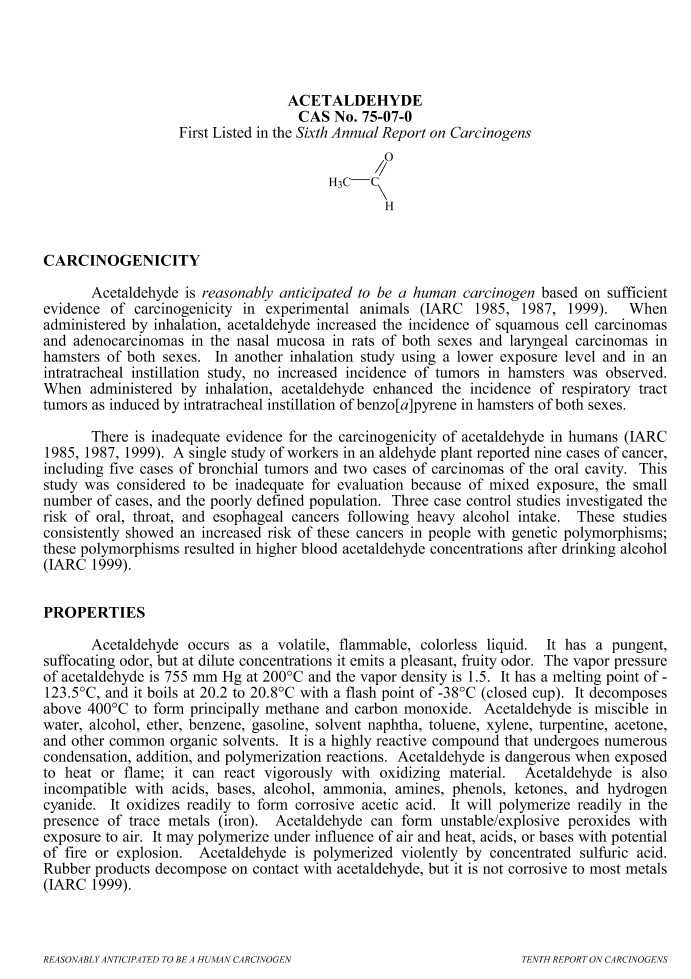 ACETALDEHYDE
CAS No. 75-07-0
First Listed in the Sixth Annual Report on Carcinogens
O
H₃C C
H
CARCINOGENICITY
Acetaldehyde is reasonably anticipated to be a human carcinogen based on sufficient
evidence of carcinogenicity in experimental animals (IARC 1985, 1987, 1999). When
administered by inhalation, acetaldehyde increased the incidence of squamous cell carcinomas
and adenocarcinomas in the nasal mucosa in rats of both sexes and laryngeal carcinomas in
hamsters of both sexes. In another inhalation study using a lower exposure level and in an
intratracheal instillation study, no increased incidence of tumors in hamsters was observed.
When administered by inhalation, acetaldehyde enhanced the incidence of respiratory tract
tumors as induced by intratracheal instillation of benzo[a]pyrene in hamsters of both sexes.
There is inadequate evidence for the carcinogenicity of acetaldehyde in humans (IARC
1985, 1987, 1999). A single study of workers in an aldehyde plant reported nine cases of cancer,
including five cases of bronchial tumors and two cases of carcinomas of the oral cavity. This
study was considered to be inadequate for evaluation because of mixed exposure, the small
number of cases, and the poorly defined population. Three case control studies investigated the
risk of oral, throat, and esophageal cancers following heavy alcohol intake. These studies
consistently showed an increased risk of these cancers in people with genetic polymorphisms;
these polymorphisms resulted in higher blood acetaldehyde concentrations after drinking alcohol
(IARC 1999).
PROPERTIES
Acetaldehyde occurs as a volatile, flammable, colorless liquid. It has a pungent,
suffocating odor, but at dilute concentrations it emits a pleasant, fruity odor. The vapor pressure
of acetaldehyde is 755 mm Hg at 200°C and the vapor density is 1.5. It has a melting point of -
123.5°C, and it boils at 20.2 to 20.8°C with a flash point of -38°C (closed cup). It decomposes
above 400°C to form principally methane and carbon monoxide. Acetaldehyde is miscible in
water, alcohol, ether, benzene, gasoline, solvent naphtha, toluene, xylene, turpentine, acetone,
and other common organic solvents. It is a highly reactive compound that undergoes numerous
condensation, addition, and polymerization reactions. Acetaldehyde is dangerous when exposed
to heat or flame; it can react vigorously with oxidizing material. Acetaldehyde is also
incompatible with acids, bases, alcohol, ammonia, amines, phenols, ketones, and hydrogen
cyanide. It oxidizes readily to form corrosive acetic acid. It will polymerize readily in the
presence of trace metals (iron). Acetaldehyde can form unstable/explosive peroxides with
exposure to air. It may polymerize under influence of air and heat, acids, or bases with potential
of fire or explosion. Acetaldehyde is polymerized violently by concentrated sulfuric acid.
Rubber products decompose on contact with acetaldehyde, but it is not corrosive to most metals
(IARC 1999).
REASONABLY ANTICIPATED TO BE A HUMAN CARCINOGEN TENTH REPORT ON CARCINOGENS